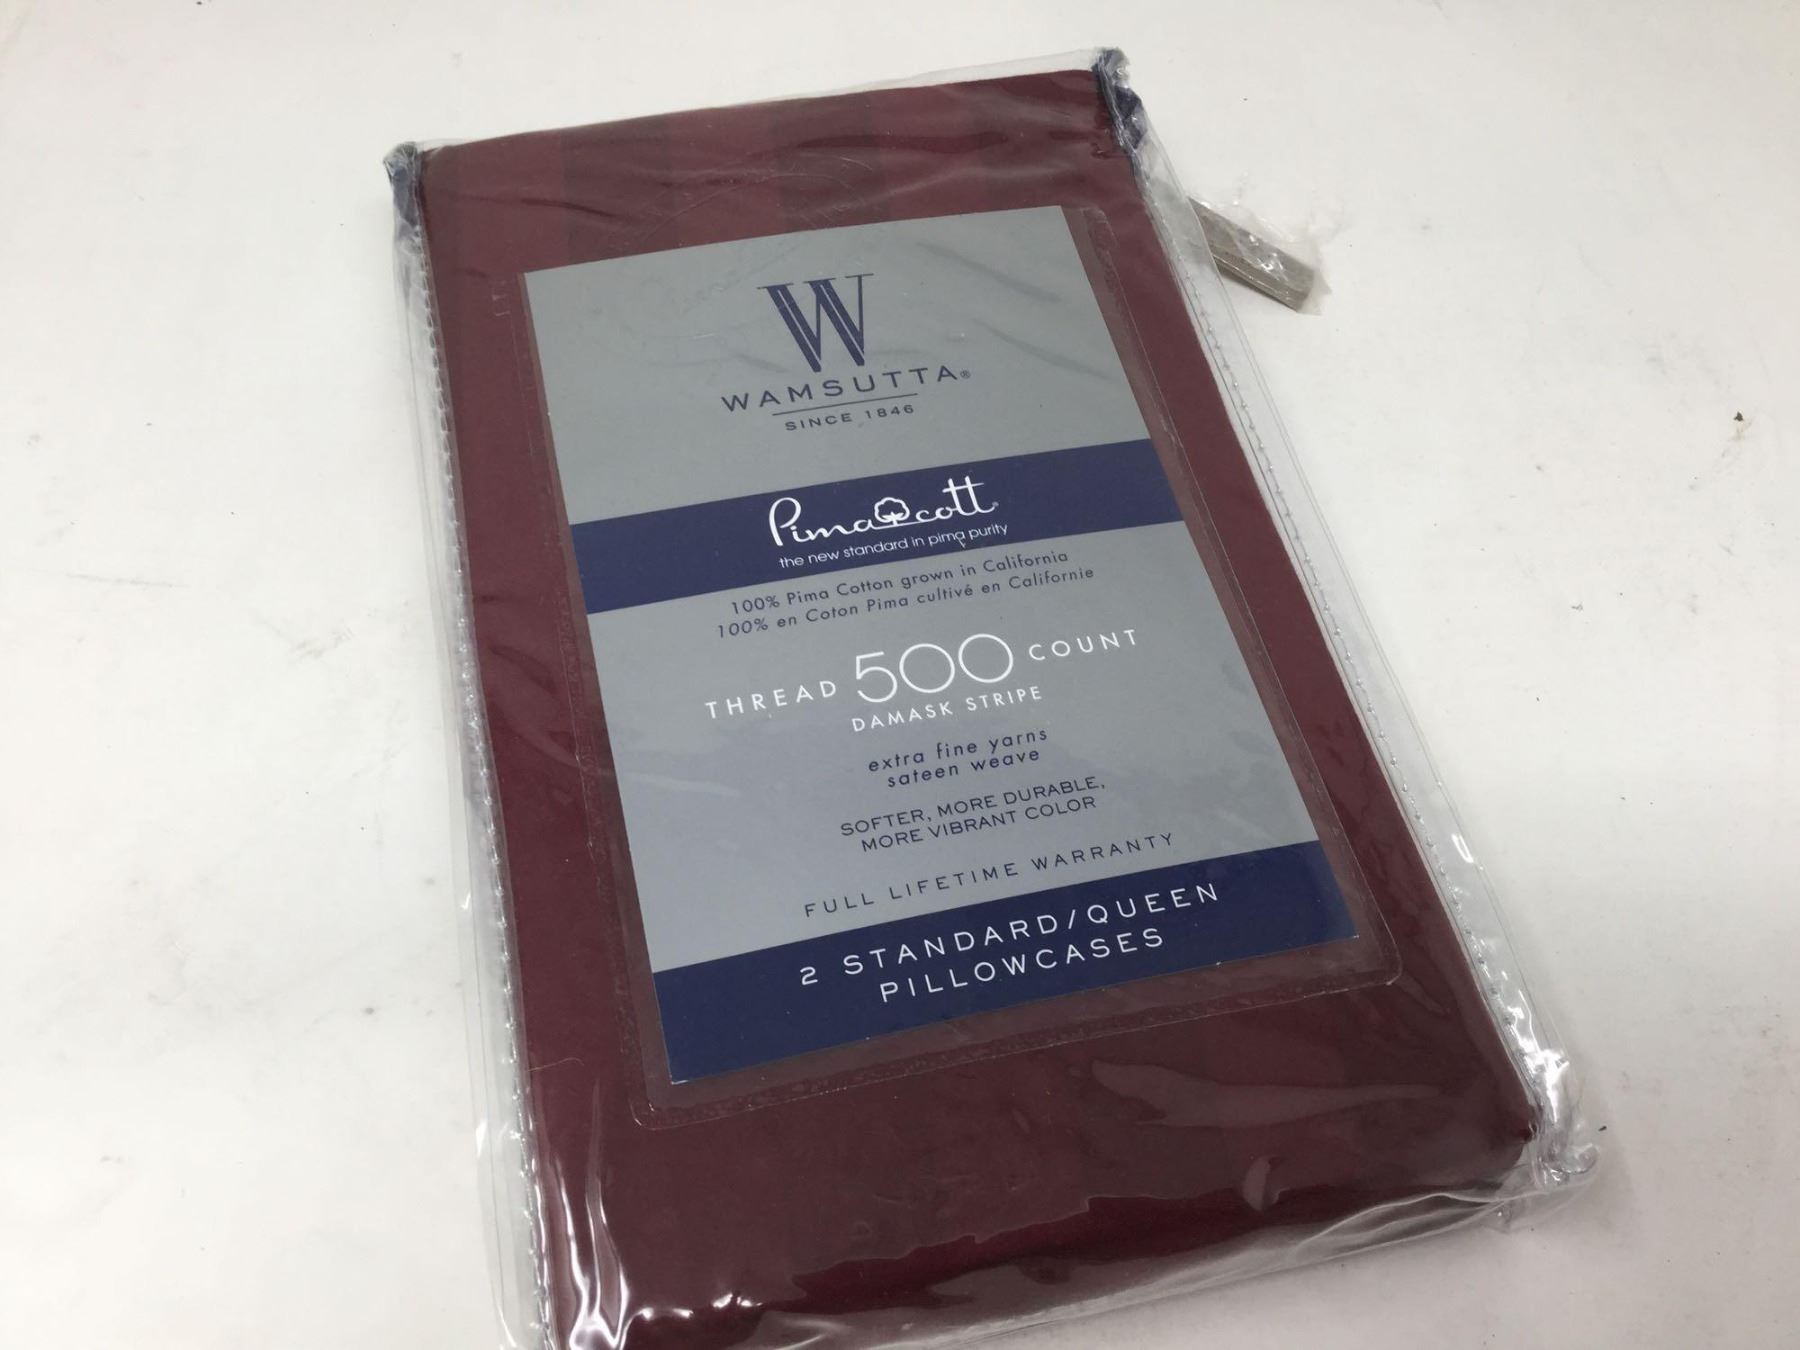 W
WAMSUTTA®
SINCE 1846
Pimacott®
the new standard in pima purity
100% Pima Cotton grown in California
100% en Coton Pima cultivé en Californie
THREAD 500 COUNT
DAMASK STRIPE
extra fine yarns
sateen weave
SOFTER, MORE DURABLE,
MORE VIBRANT COLOR
FULL LIFETIME WARRANTY
2 STANDARD/QUEEN
PILLOWCASES